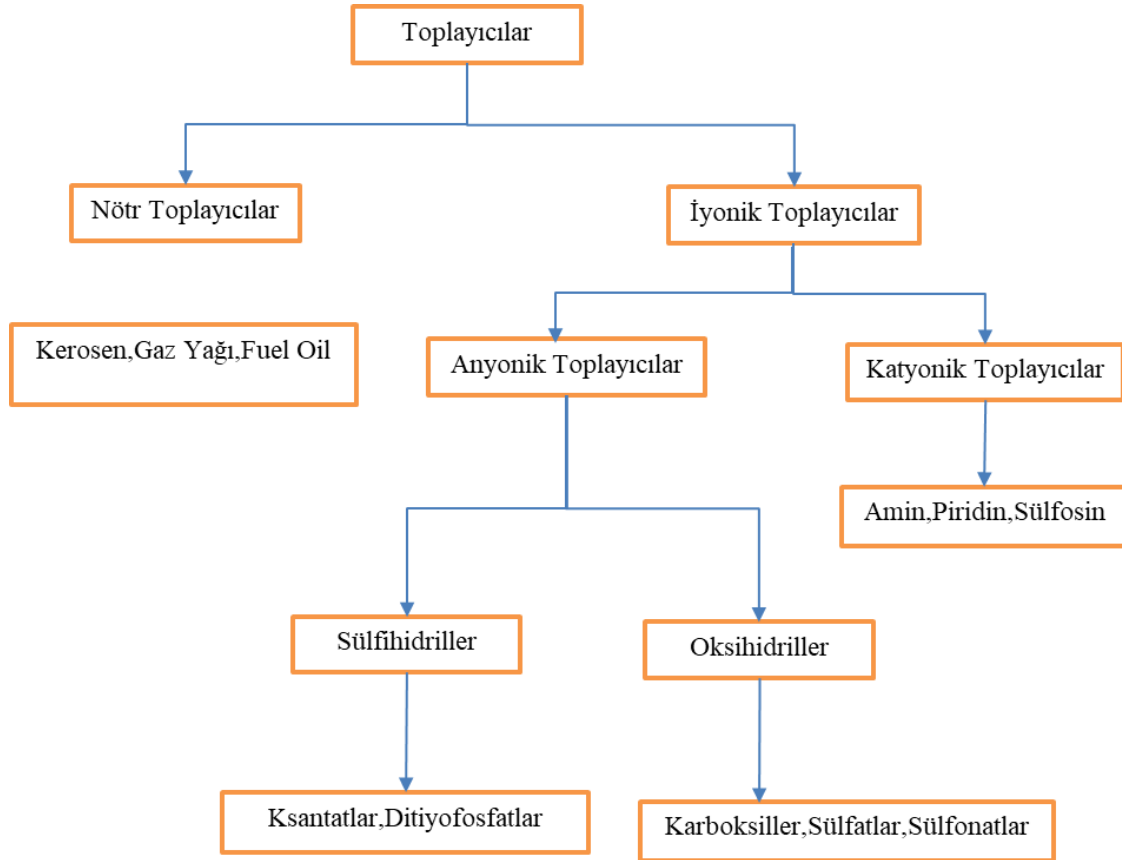 Toplayıcılar
Nötr Toplayıcılar
İyonik Toplayıcılar
Kerosen,Gaz Yağı,Fuel Oil
Anyonik Toplayıcılar
Katyonik Toplayıcılar
Amin,Piridin,Sülfosin
Sülfihidriller
Oksihidriller
Ksantatlar,Ditiyofosfatlar
Karboksiller,Sülfatlar,Sülfonatlar